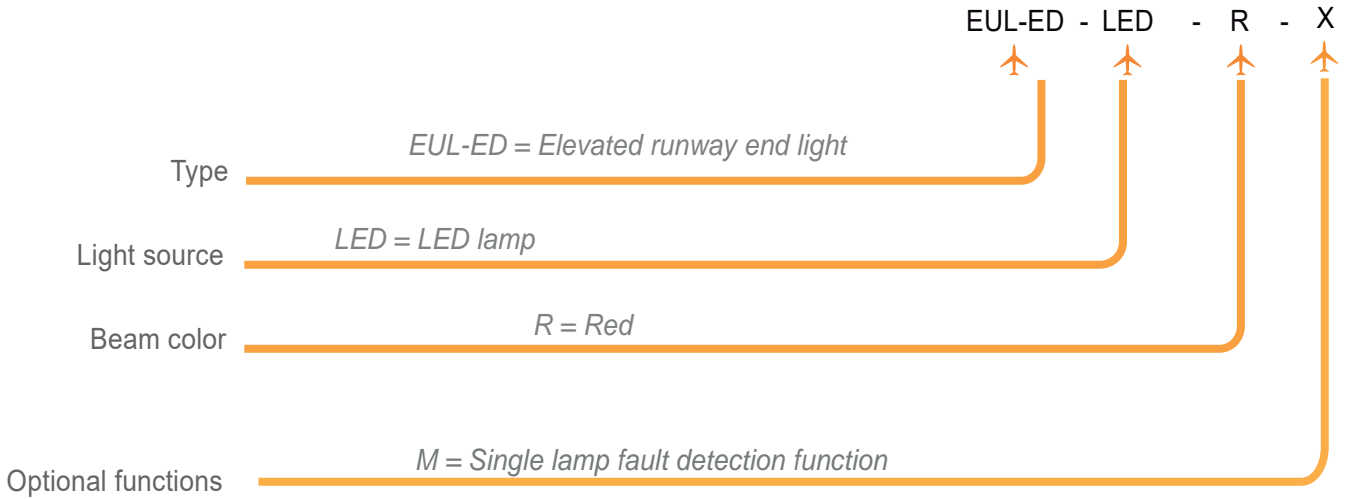 EUL-ED - LED - R - X
EUL-ED = Elevated runway end light
Type
LED = LED lamp
Light source
R = Red
Beam color
M = Single lamp fault detection function
Optional functions